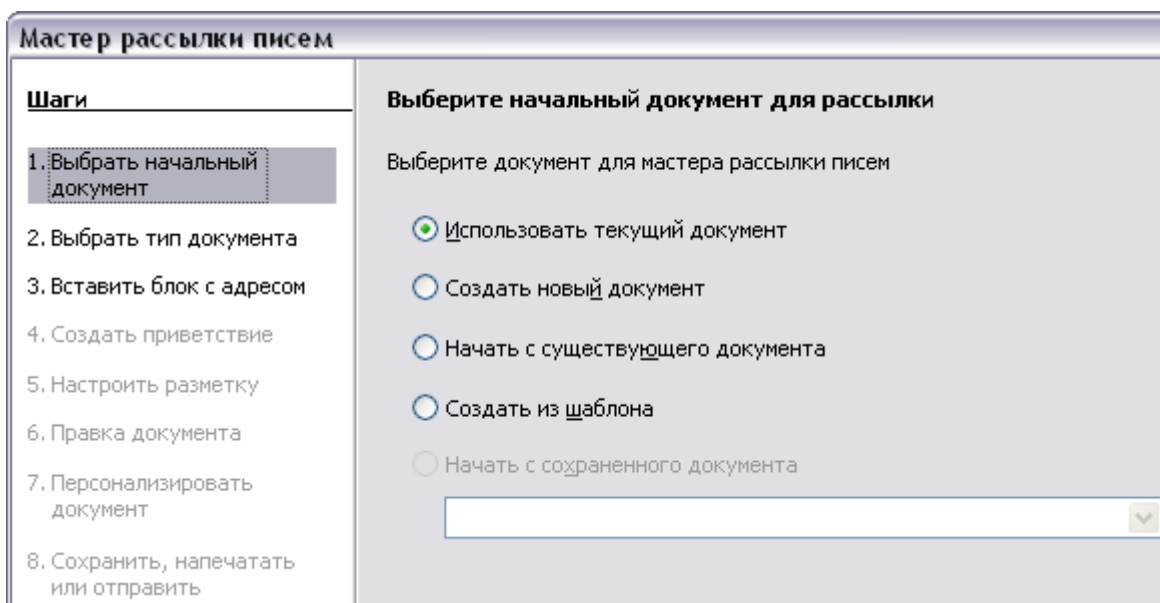 Мастер рассылки писем
Шаги
1. Выбрать начальный
документ
2. Выбрать тип документа
3. Вставить блок с адресом
4. Создать приветствие
5. Настроить разметку
6. Правка документа
7. Персонализировать
документ
8. Сохранить, напечатать
или отправить
Выберите начальный документ для рассылки
Выберите документ для мастера рассылки писем
Использовать текущий документ
Создать новый документ
Начать с существующего документа
Создать из шаблона
Начать с сохраненного документа